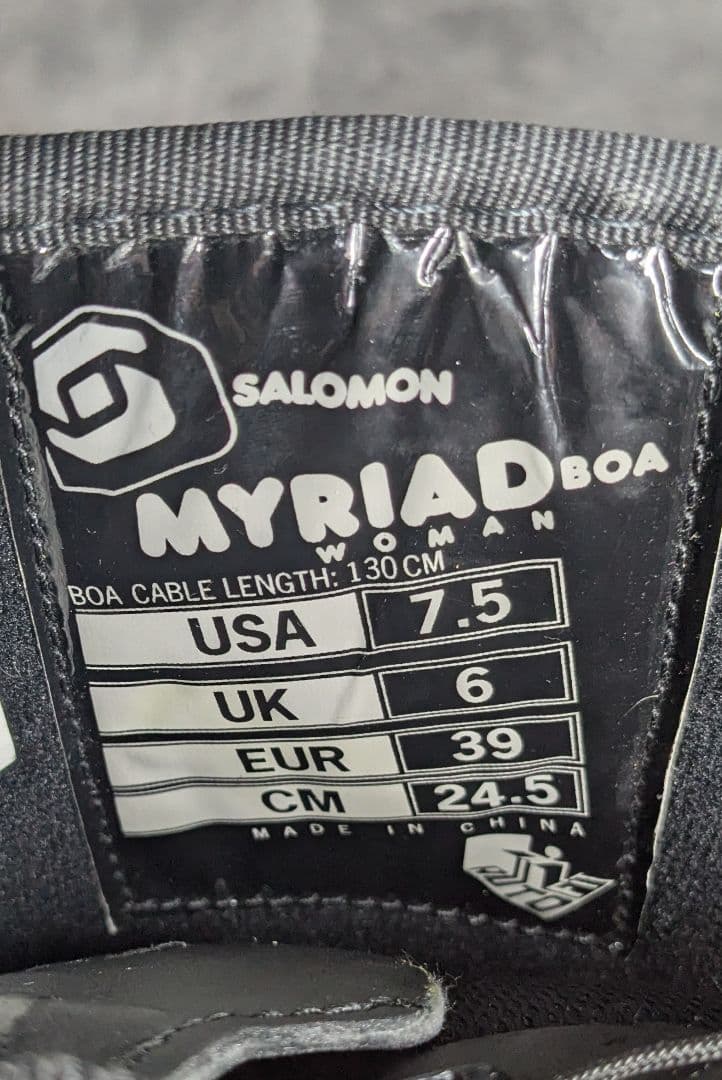 SALOMON
MYRIAD BOA
WOMAN
BOA CABLE LENGTH: 130 CM
USA 7.5
UK 6
EUR 39
CM 24.5
MADE IN CHINA
AUTOFIT